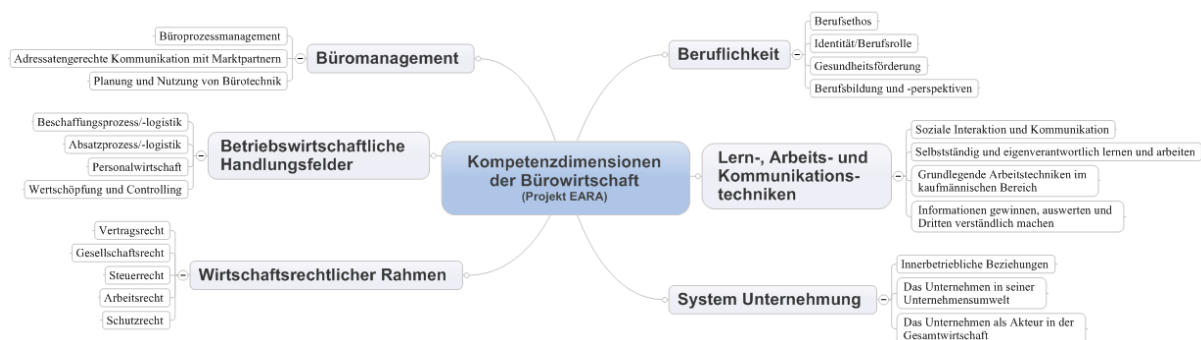 Kompetenzdimensionen
der Bürowirtschaft
(Projekt EARA)
Büromanagement
Büroprozessmanagement
Adressatengerechte Kommunikation mit Marktpartnern
Planung und Nutzung von Bürotechnik
Betriebswirtschaftliche
Handlungsfelder
Beschaffungsprozess/-logistik
Absatzprozess/-logistik
Personalwirtschaft
Wertschöpfung und Controlling
Wirtschaftsrechtlicher Rahmen
Vertragsrecht
Gesellschaftsrecht
Steuerrecht
Arbeitsrecht
Schutzrecht
Beruflichkeit
Berufsethos
Identität/Berufsrolle
Gesundheitsförderung
Berufsbildung und -perspektiven
Lern-, Arbeits- und
Kommunikations-
techniken
Soziale Interaktion und Kommunikation
Selbstständig und eigenverantwortlich lernen und arbeiten
Grundlegende Arbeitstechniken im
kaufmännischen Bereich
Informationen gewinnen, auswerten und
Dritten verständlich machen
System Unternehmung
Innerbetriebliche Beziehungen
Das Unternehmen in seiner
Unternehmensumwelt
Das Unternehmen als Akteur in der
Gesamtwirtschaft